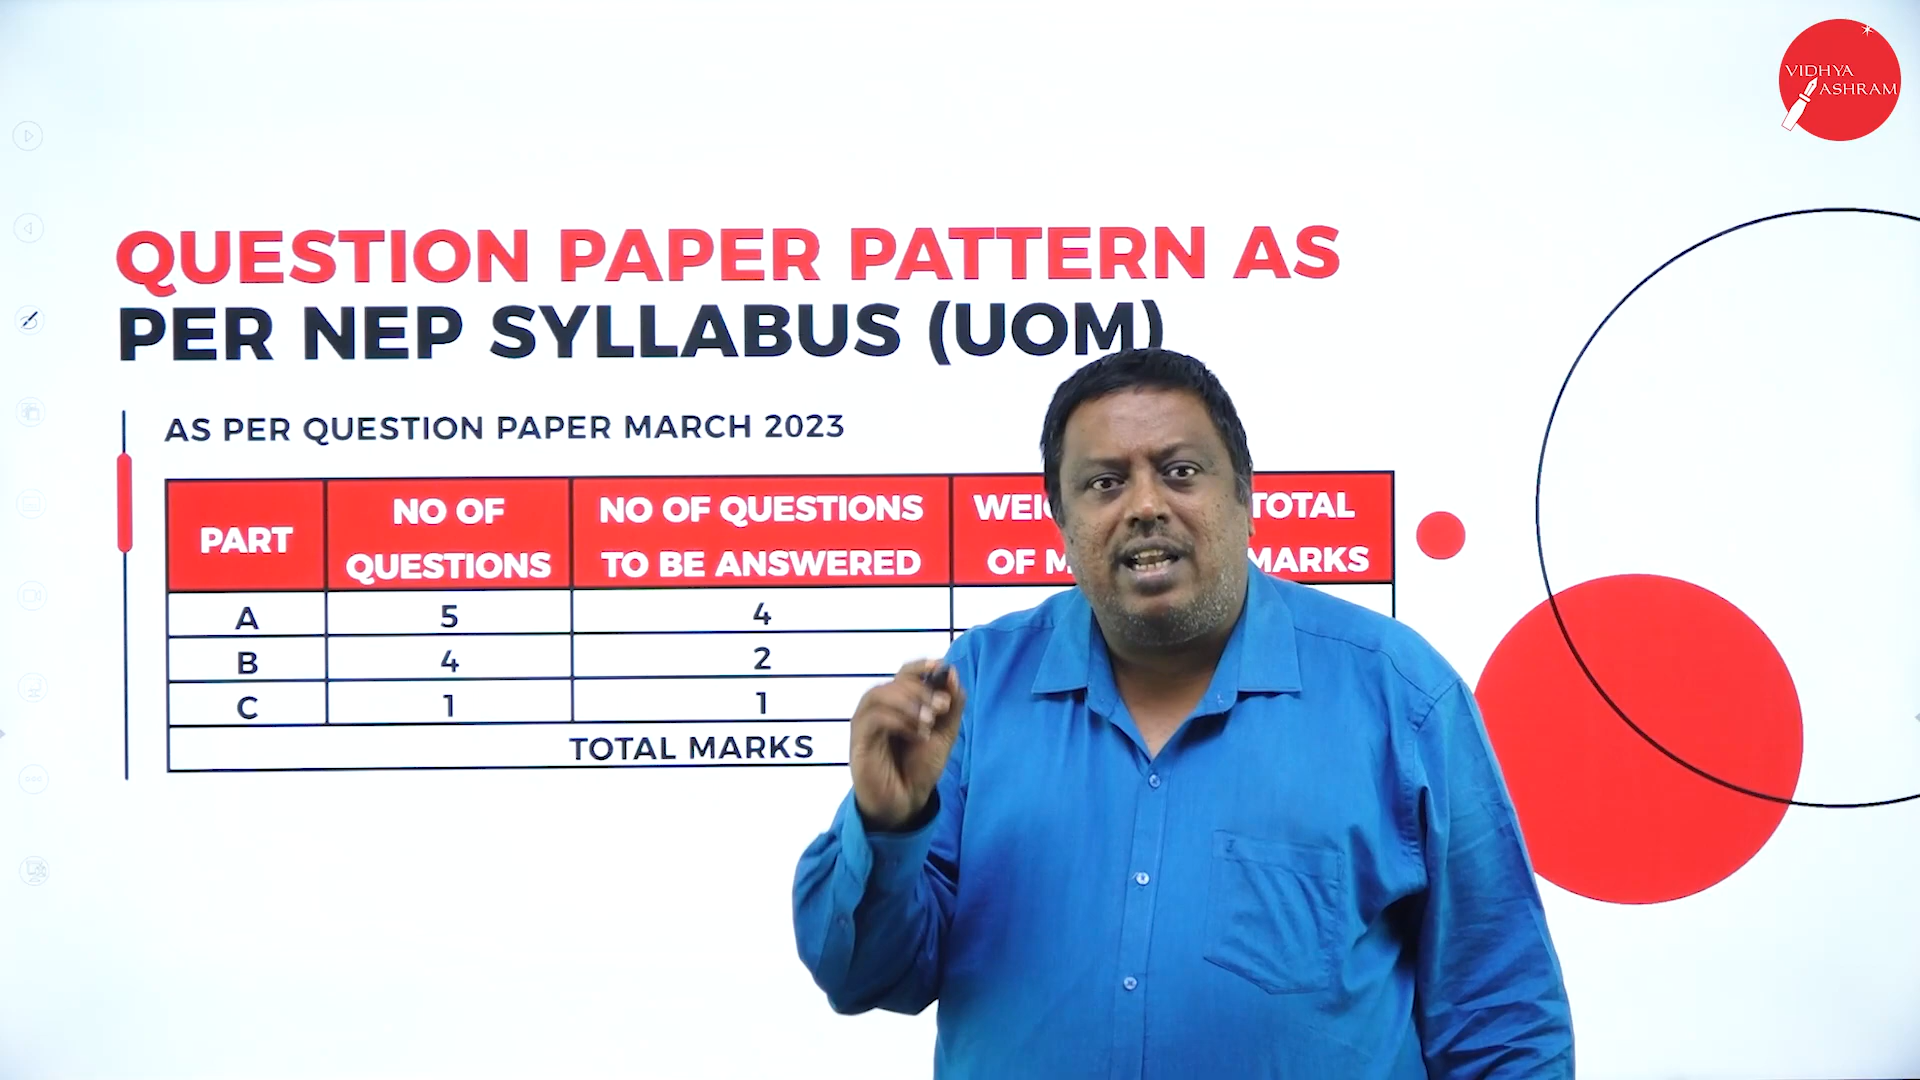 VIDHYA
ASHRAM
QUESTION PAPER PATTERN AS
PER NEP SYLLABUS (UOM)
AS PER QUESTION PAPER MARCH 2023
PART
NO OF
QUESTIONS
NO OF QUESTIONS
TO BE ANSWERED
OF
TOTAL
MARKS
A 5 4
B 4 2
C 1 1
TOTAL MARKS